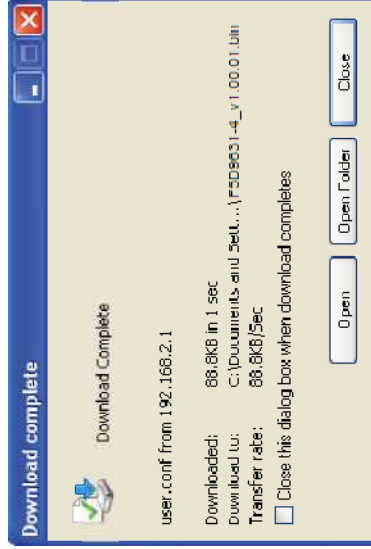 Download complete
Download Complete
user.conf from 192.168.2.1
Downloaded: 88.8KB in 1 sec
Download to: C:\Documents and Sett...\F5D9631-4_v1.00.01.bin
Transfer rate: 88.8KB/Sec
Close this dialog box when download completes
Open Open Folder Close